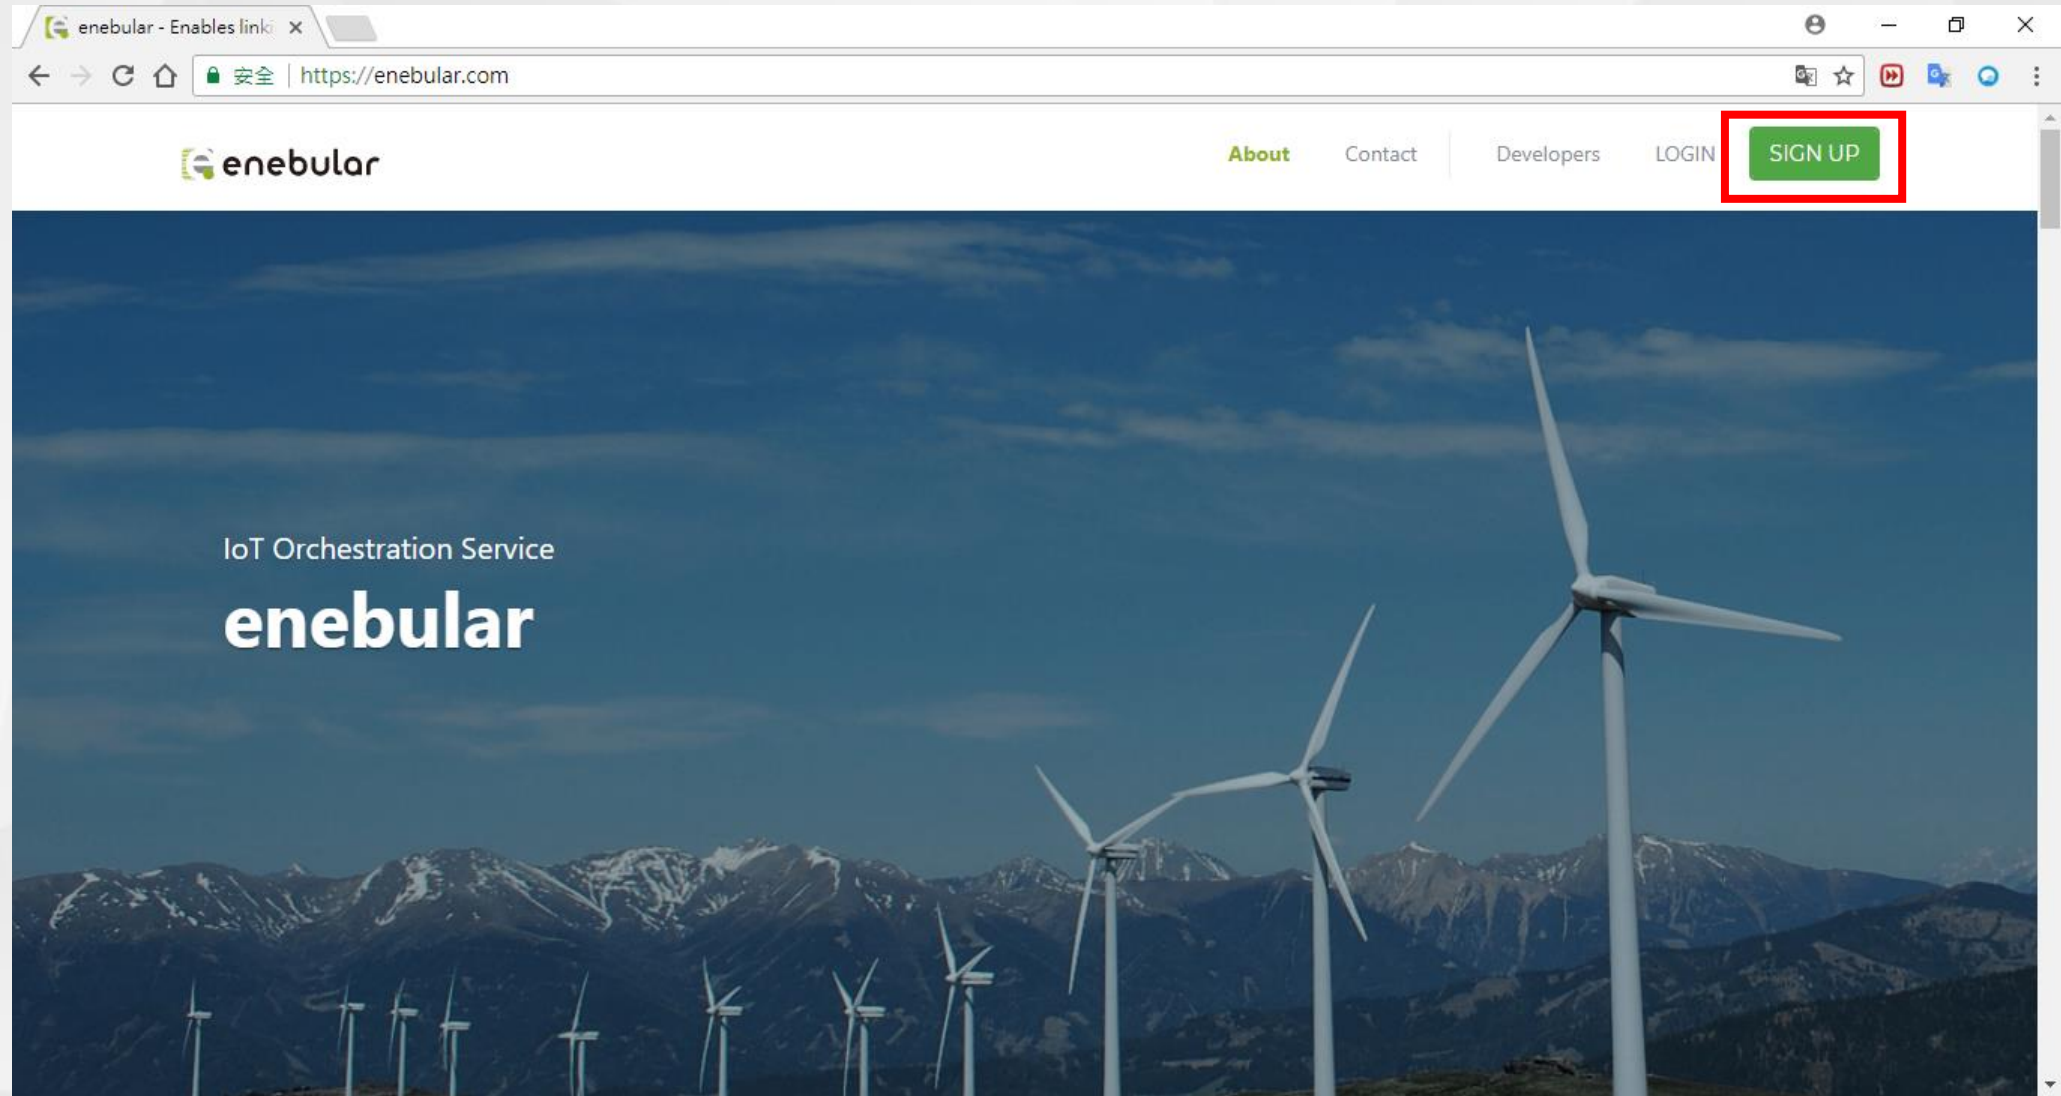 enebular - Enables link
安全 | https://enebular.com
enebular
About Contact Developers LOGIN SIGN UP
IoT Orchestration Service
enebular